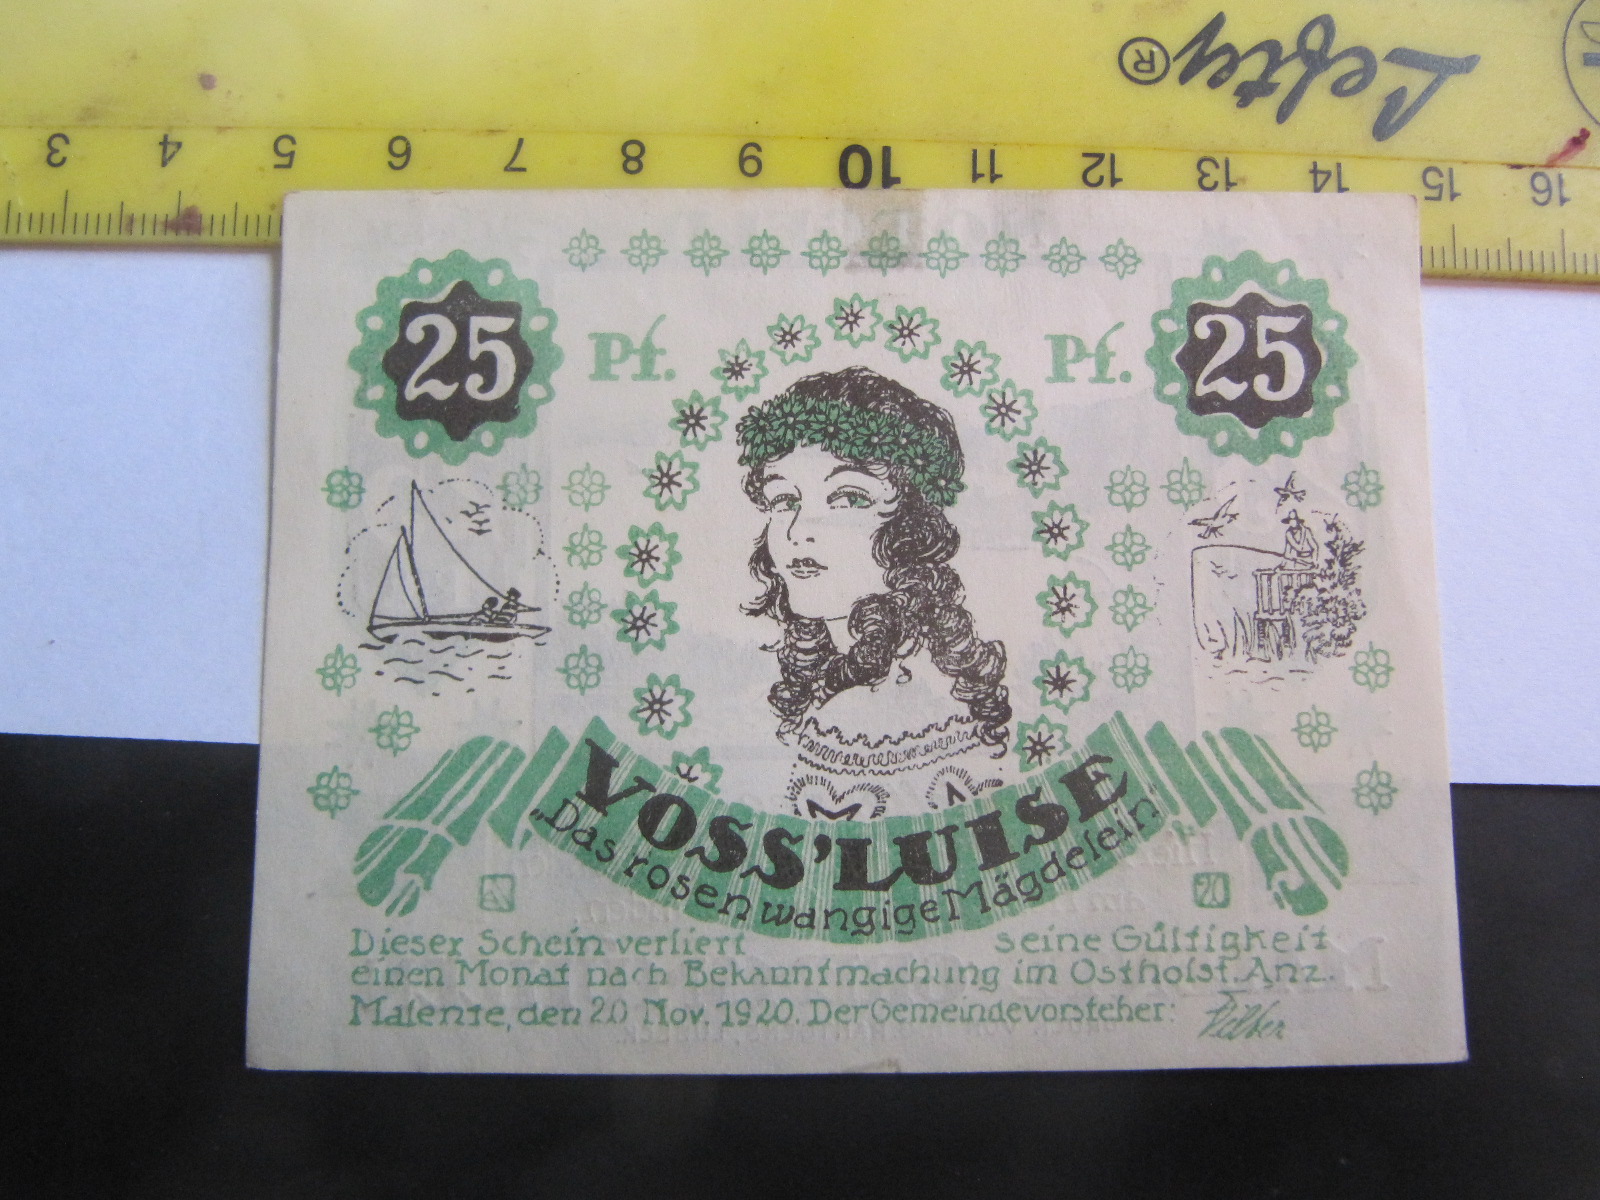 Lefty®
3 4 5 6 7 8 9 10 11 12 13 14 15 16
25 Pf. Pf. 25
VOSS'LUISE
„Das rosenwangige Mägdelein"
20
Dieser Schein verliert seine Gültigkeit
einen Monat nach Bekanntmachung im Ostholst. Anz.
Malente, den 20 Nov. 1920. Der Gemeindevorsteher: